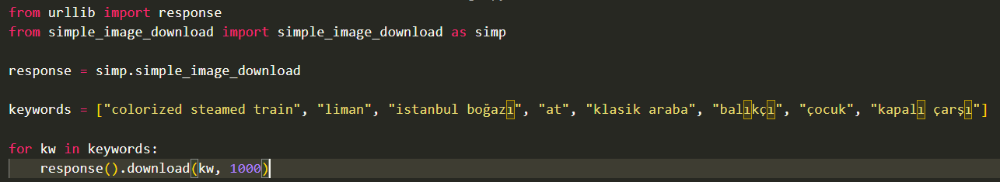 from urllib import response
from simple_image_download import simple_image_download as simp
response = simp.simple_image_download
keywords = ["colorized steamed train", "liman", "istanbul boğazı", "at", "klasik araba", "balıkçı", "çocuk", "kapalı çarşı"]
for kw in keywords:
    response().download(kw, 1000)